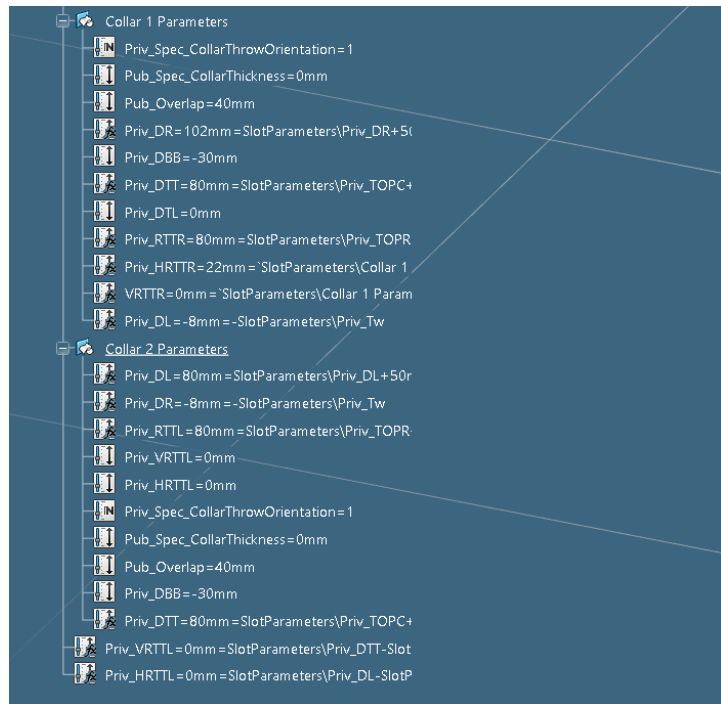 Collar 1 Parameters
Priv_Spec_CollarThrowOrientation=1
Pub_Spec_CollarThickness=0mm
Pub_Overlap=40mm
Priv_DR=102mm=SlotParameters\Priv_DR+50
Priv_DBB=-30mm
Priv_DTT=80mm=SlotParameters\Priv_TOPC+
Priv_DTL=0mm
Priv_RTTR=80mm=SlotParameters\Priv_TOPR
Priv_HRTTR=22mm=`SlotParameters\Collar 1
VRTTR=0mm=`SlotParameters\Collar 1 Param
Priv_DL=-8mm=-SlotParameters\Priv_Tw
Collar 2 Parameters
Priv_DL=80mm=SlotParameters\Priv_DL+50r
Priv_DR=-8mm=-SlotParameters\Priv_Tw
Priv_RTTL=80mm=SlotParameters\Priv_TOPR-
Priv_VRTTL=0mm
Priv_HRTTL=0mm
Priv_Spec_CollarThrowOrientation=1
Pub_Spec_CollarThickness=0mm
Pub_Overlap=40mm
Priv_DBB=-30mm
Priv_DTT=80mm=SlotParameters\Priv_TOPC+
Priv_VRTTL=0mm=SlotParameters\Priv_DTT-Slot
Priv_HRTTL=0mm=SlotParameters\Priv_DL-SlotP